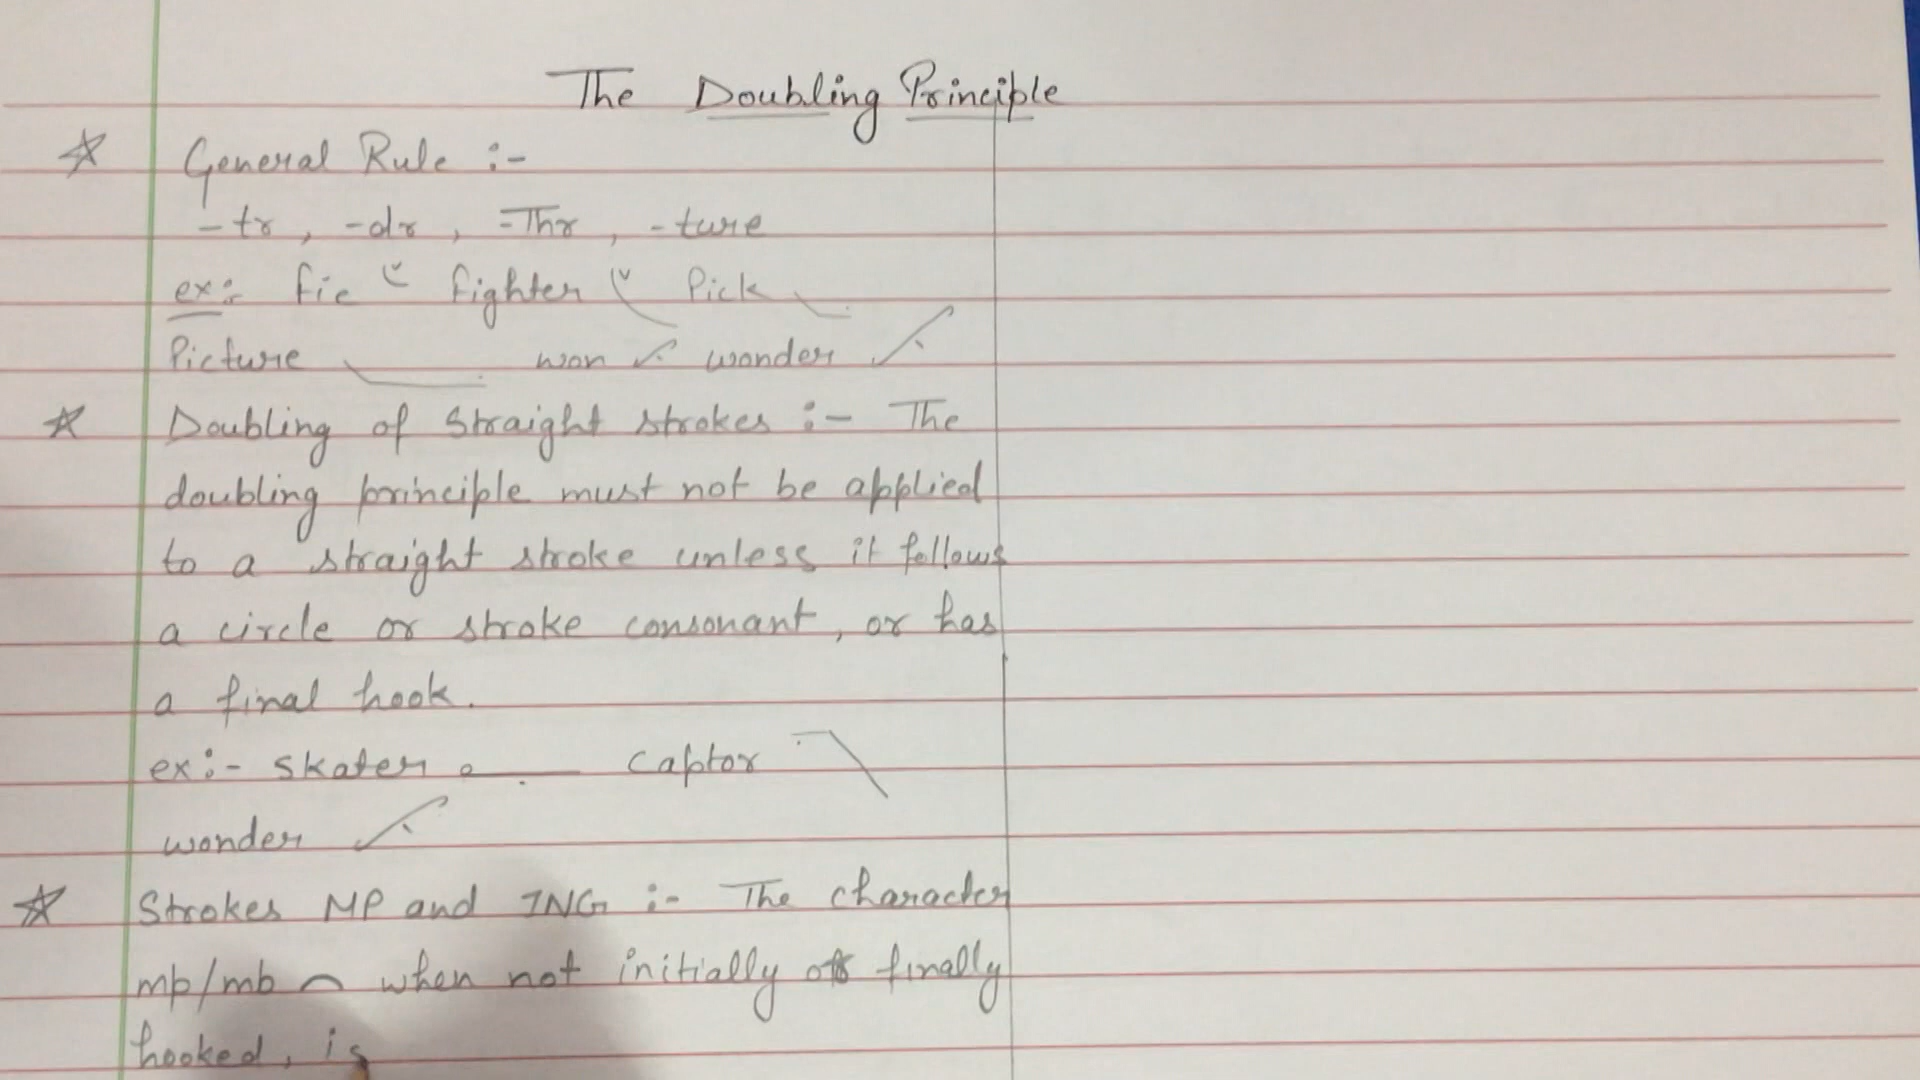 The Doubling Principle
General Rule :-
-tr, -dr, -Thr, -ture
ex:- fie fighter Pick
Picture won wonder
Doubling of Straight strokes :- The
doubling principle must not be applied
to a straight stroke unless it follows
a circle or stroke consonant, or has
a final hook.
ex:- skater captor
wonder
Strokes MP and ING :- The character
mp/mb when not initially or finally
hooked, is